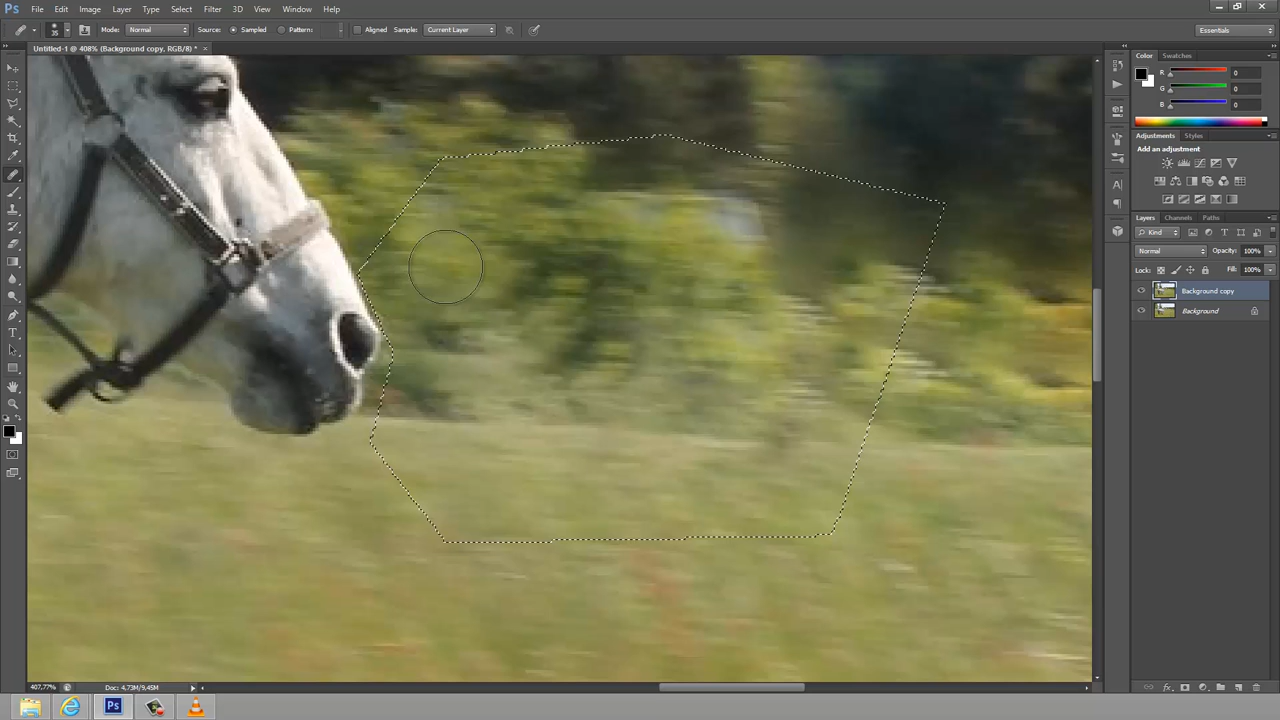 Ps File Edit Image Layer Type Select Filter 3D View Window Help
35 Mode: Normal Source: Sampled Pattern: Aligned Sample: Current Layer Essentials
Untitled-1 @ 408% (Background copy, RGB/8) * ×
Color Swatches
R 0
G 0
B 0
Adjustments Styles
Add an adjustment
Layers Channels Paths
Kind
Normal Opacity: 100%
Lock: Fill: 100%
Background copy
Background
407,77% Doc: 4,73M/9,45M
Ps